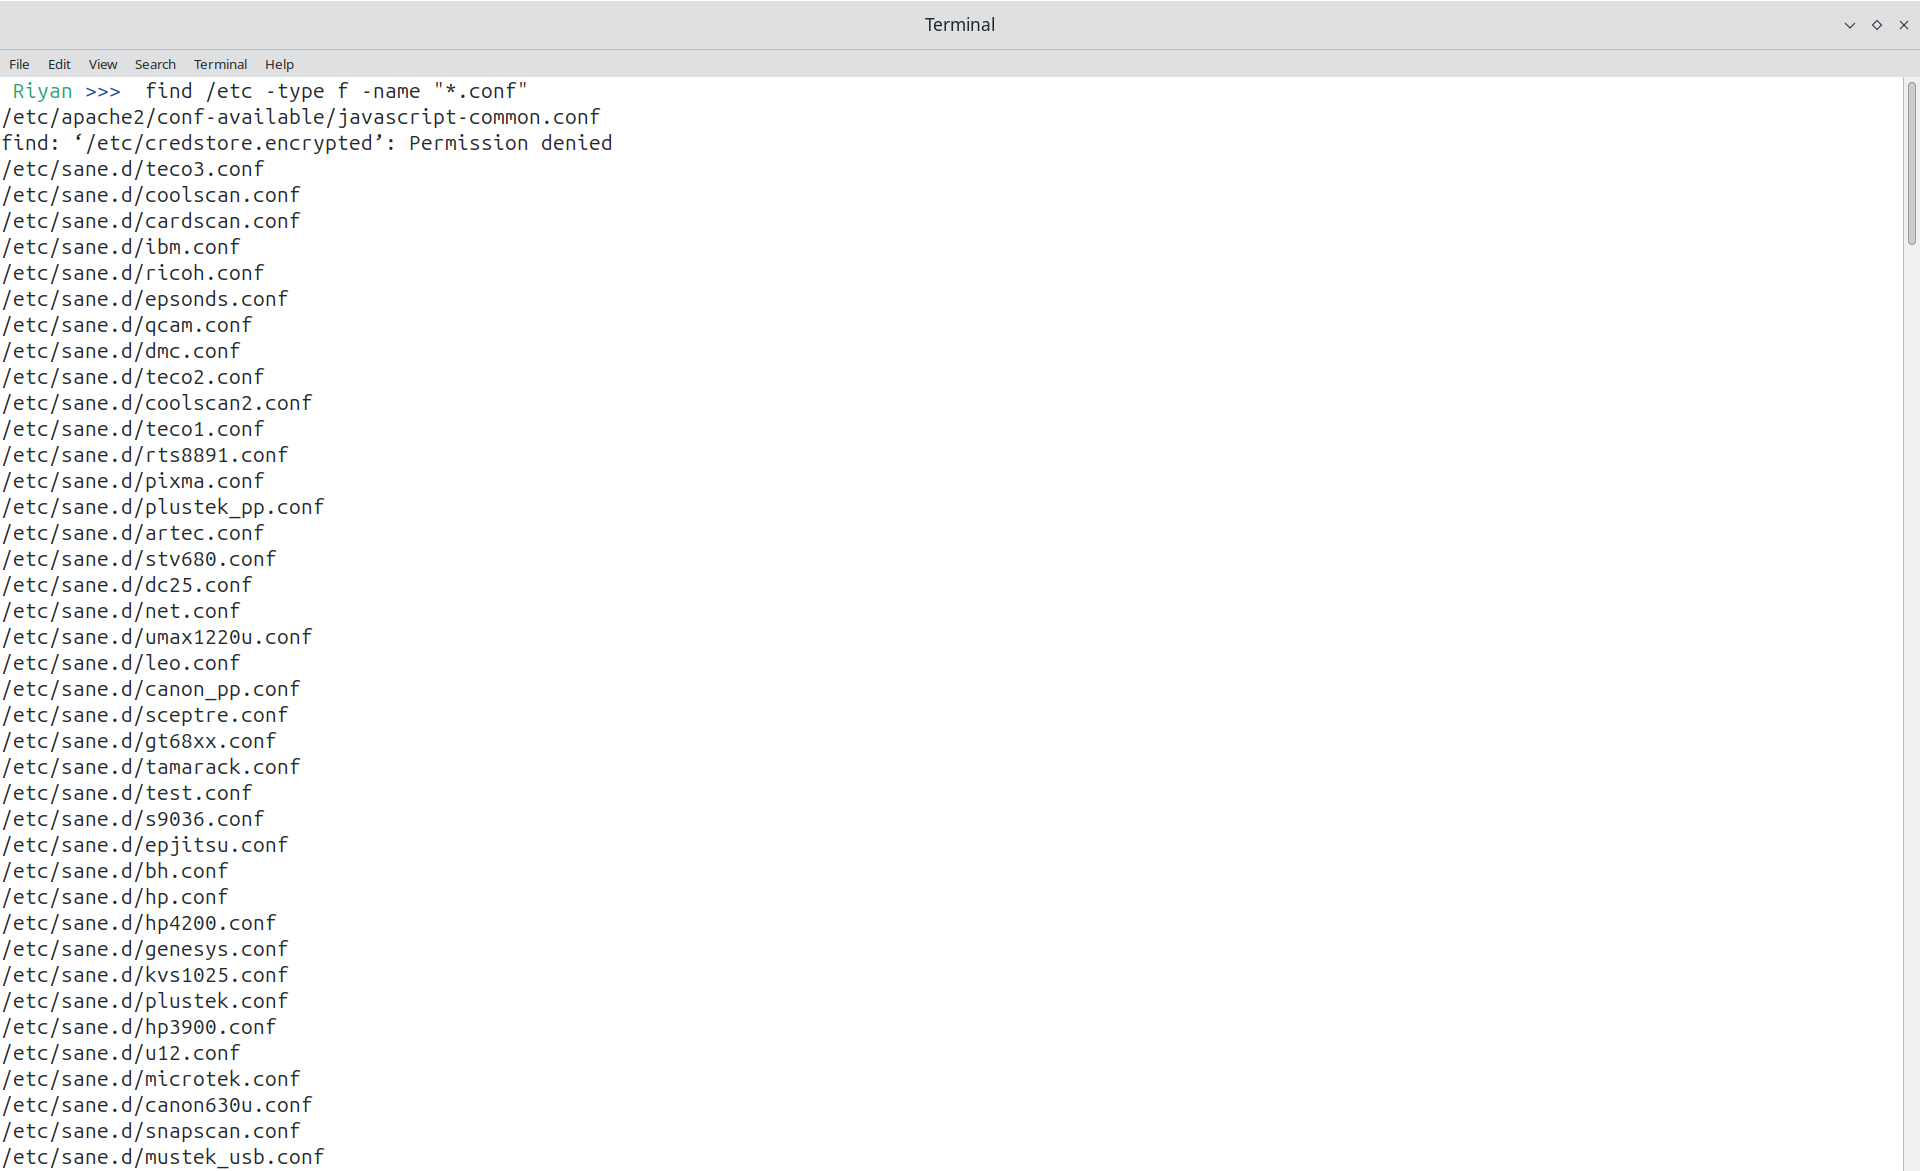 Terminal
File Edit View Search Terminal Help
Riyan >>> find /etc -type f -name "*.conf"
/etc/apache2/conf-available/javascript-common.conf
find: ‘/etc/credstore.encrypted’: Permission denied
/etc/sane.d/teco3.conf
/etc/sane.d/coolscan.conf
/etc/sane.d/cardscan.conf
/etc/sane.d/ibm.conf
/etc/sane.d/ricoh.conf
/etc/sane.d/epsonds.conf
/etc/sane.d/qcam.conf
/etc/sane.d/dmc.conf
/etc/sane.d/teco2.conf
/etc/sane.d/coolscan2.conf
/etc/sane.d/teco1.conf
/etc/sane.d/rts8891.conf
/etc/sane.d/pixma.conf
/etc/sane.d/plustek_pp.conf
/etc/sane.d/artec.conf
/etc/sane.d/stv680.conf
/etc/sane.d/dc25.conf
/etc/sane.d/net.conf
/etc/sane.d/umax1220u.conf
/etc/sane.d/leo.conf
/etc/sane.d/canon_pp.conf
/etc/sane.d/sceptre.conf
/etc/sane.d/gt68xx.conf
/etc/sane.d/tamarack.conf
/etc/sane.d/test.conf
/etc/sane.d/s9036.conf
/etc/sane.d/epjitsu.conf
/etc/sane.d/bh.conf
/etc/sane.d/hp.conf
/etc/sane.d/hp4200.conf
/etc/sane.d/genesys.conf
/etc/sane.d/kvs1025.conf
/etc/sane.d/plustek.conf
/etc/sane.d/hp3900.conf
/etc/sane.d/u12.conf
/etc/sane.d/microtek.conf
/etc/sane.d/canon630u.conf
/etc/sane.d/snapscan.conf
/etc/sane.d/mustek_usb.conf